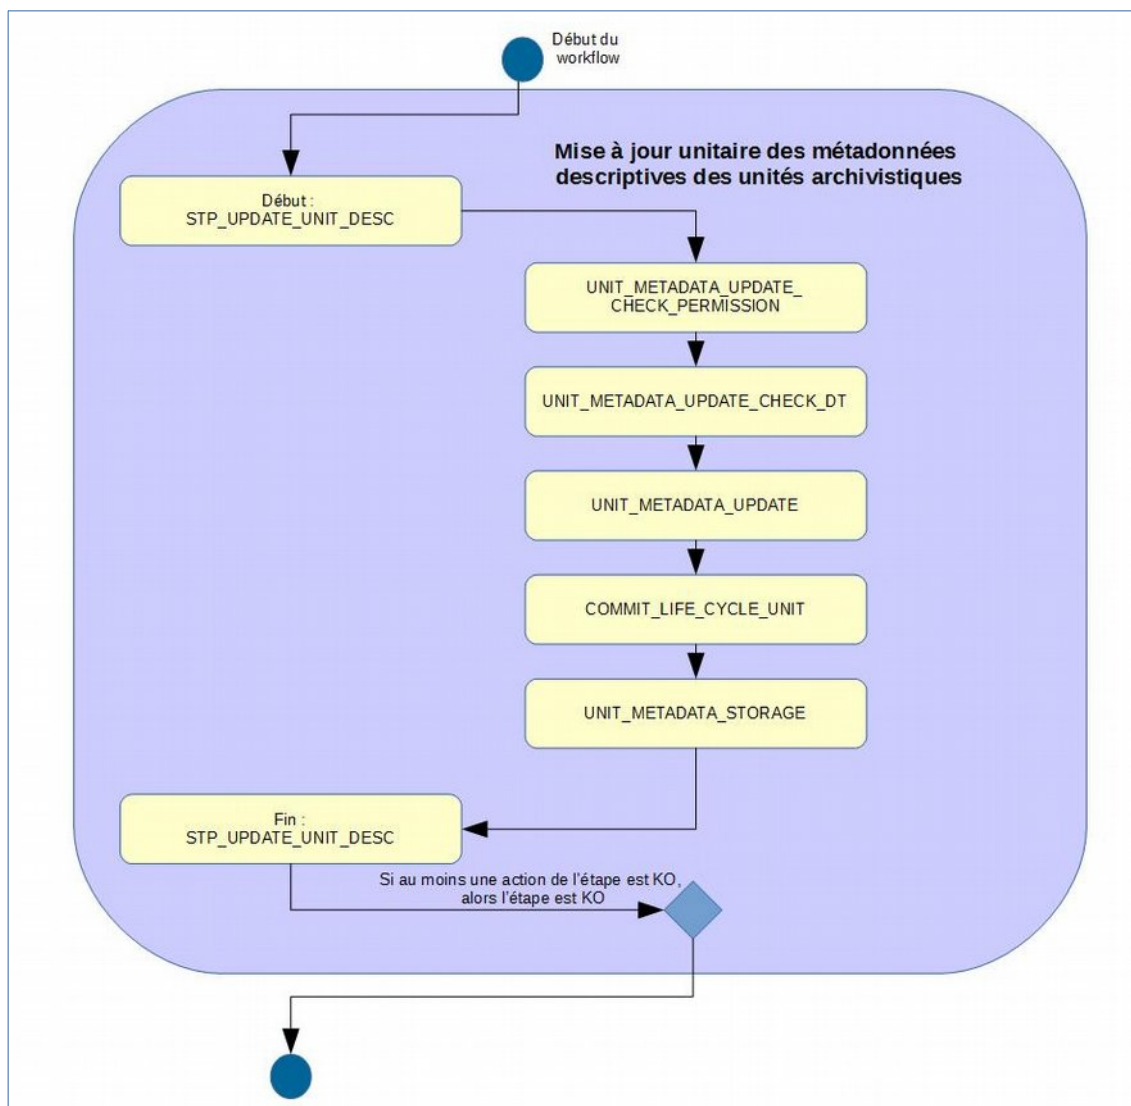 Début du
workflow
Mise à jour unitaire des métadonnées
descriptives des unités archivistiques
Début :
STP_UPDATE_UNIT_DESC
UNIT_METADATA_UPDATE_
CHECK_PERMISSION
UNIT_METADATA_UPDATE_CHECK_DT
UNIT_METADATA_UPDATE
COMMIT_LIFE_CYCLE_UNIT
UNIT_METADATA_STORAGE
Fin :
STP_UPDATE_UNIT_DESC
Si au moins une action de l'étape est KO,
alors l'étape est KO